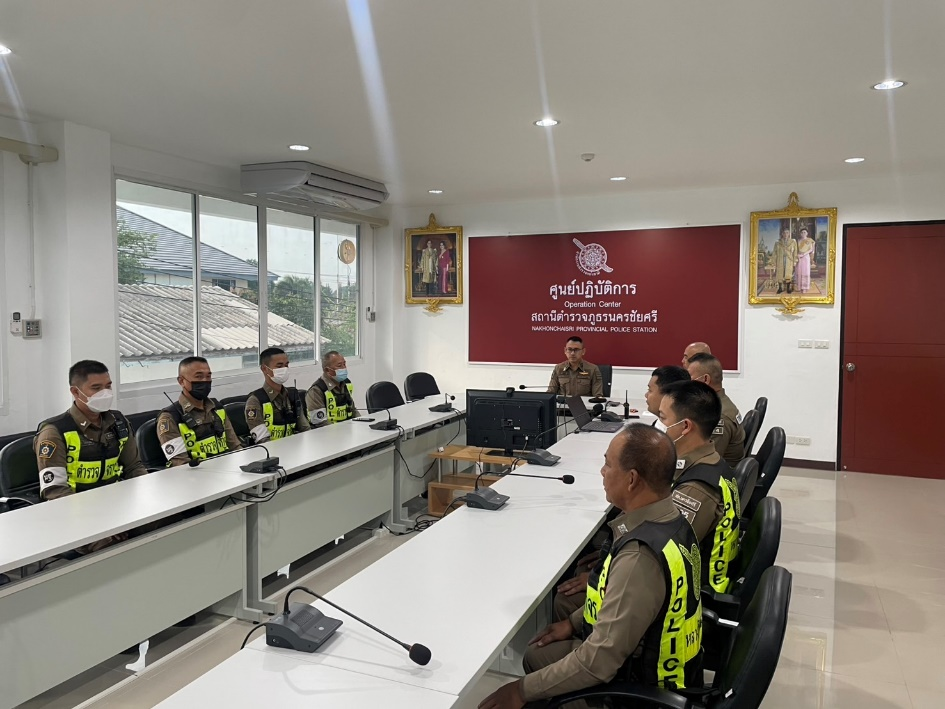 ศูนย์ปฏิบัติการ
Operation Center
สถานีตำรวจภูธรนครชัยศรี
NAKHONCHAISRI PROVINCIAL POLICE STATION
ตำรวจ
POLICE
POLICE